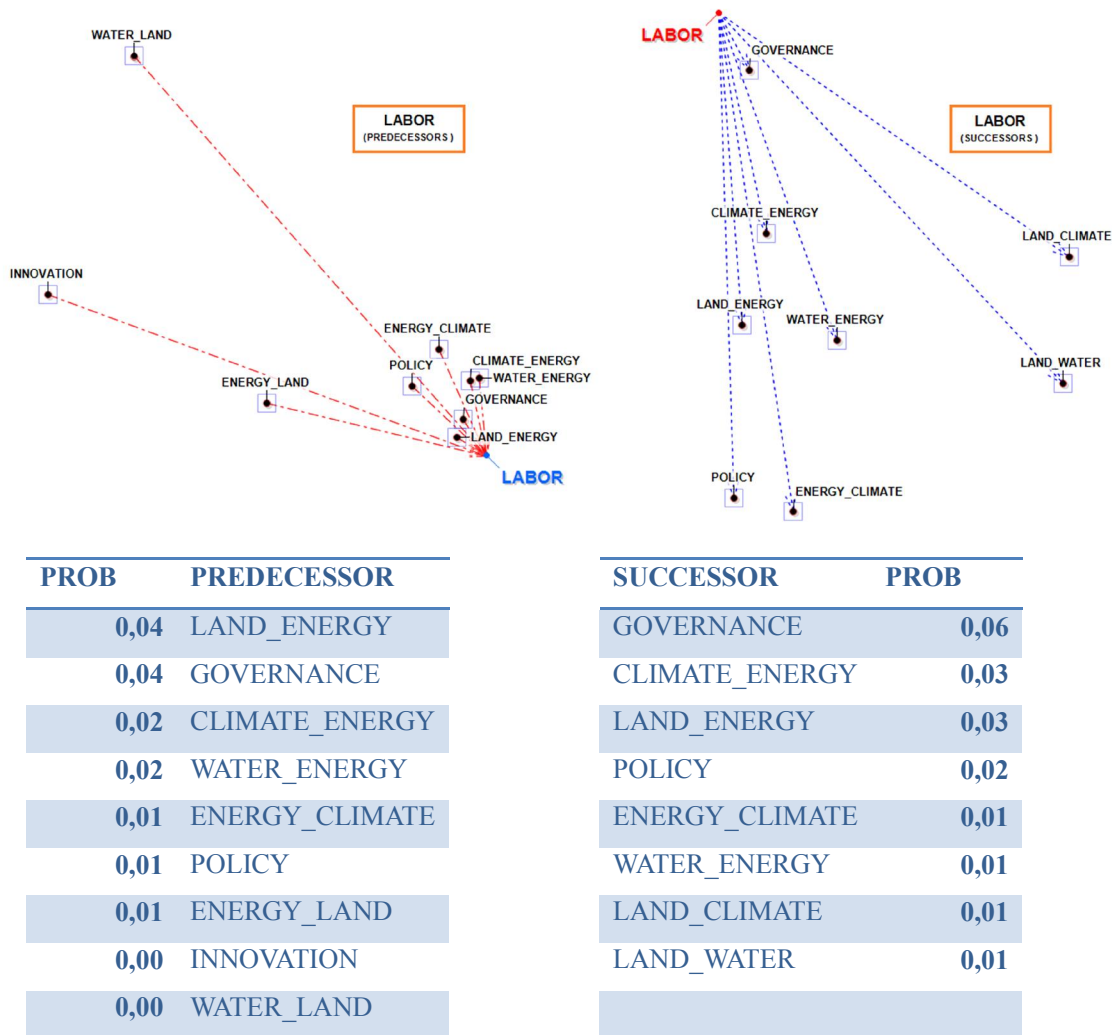 WATER_LAND
LABOR
(PREDECESSORS)
INNOVATION
ENERGY_CLIMATE
CLIMATE_ENERGY
POLICY
WATER_ENERGY
ENERGY_LAND
GOVERNANCE
LAND_ENERGY
LABOR
LABOR
GOVERNANCE
LABOR
(SUCCESSORS)
CLIMATE_ENERGY
LAND_CLIMATE
LAND_ENERGY
WATER_ENERGY
LAND_WATER
POLICY
ENERGY_CLIMATE
PROB PREDECESSOR
0,04 LAND_ENERGY
0,04 GOVERNANCE
0,02 CLIMATE_ENERGY
0,02 WATER_ENERGY
0,01 ENERGY_CLIMATE
0,01 POLICY
0,01 ENERGY_LAND
0,00 INNOVATION
0,00 WATER_LAND
SUCCESSOR PROB
GOVERNANCE 0,06
CLIMATE_ENERGY 0,03
LAND_ENERGY 0,03
POLICY 0,02
ENERGY_CLIMATE 0,01
WATER_ENERGY 0,01
LAND_CLIMATE 0,01
LAND_WATER 0,01